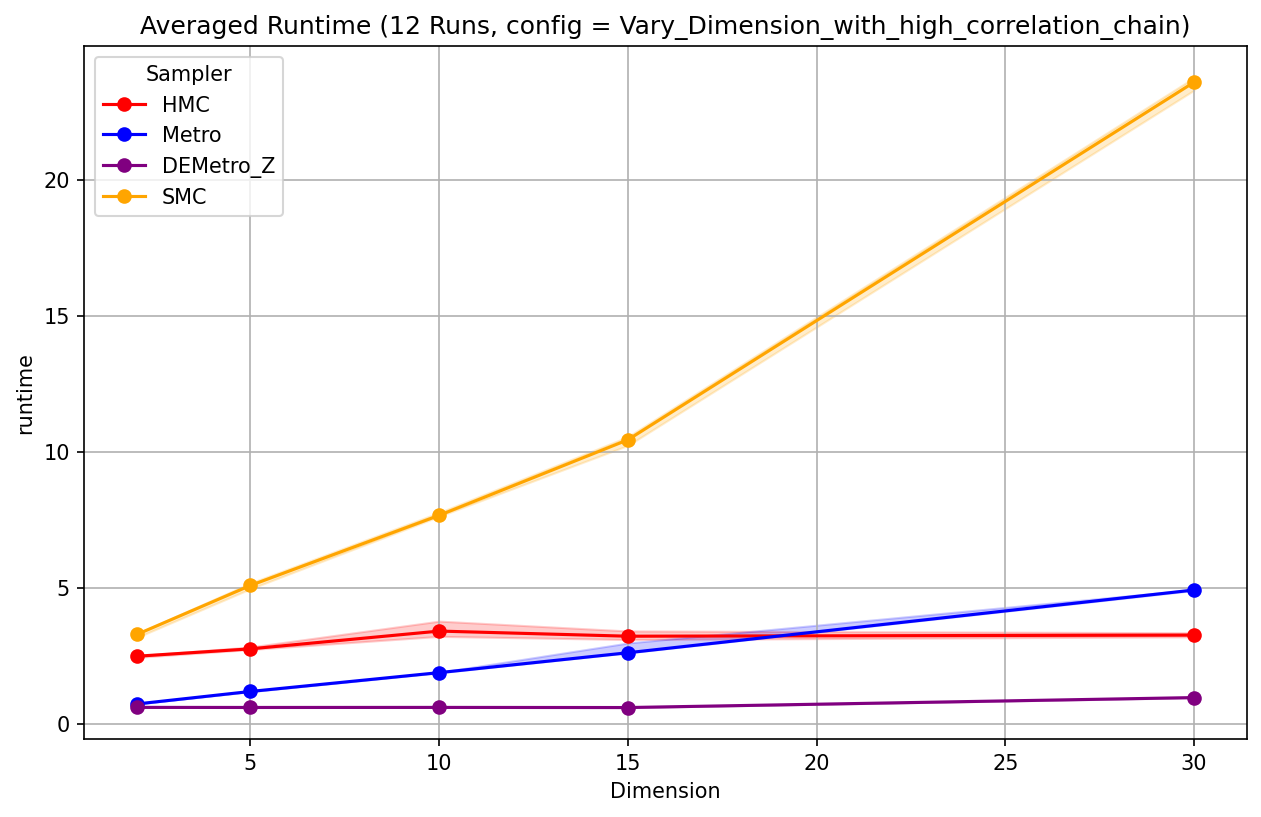 Averaged Runtime (12 Runs, config = Vary_Dimension_with_high_correlation_chain)
Sampler
HMC
Metro
DEMetro_Z
SMC
runtime
20
15
10
5
0
5
10
15
20
25
30
Dimension